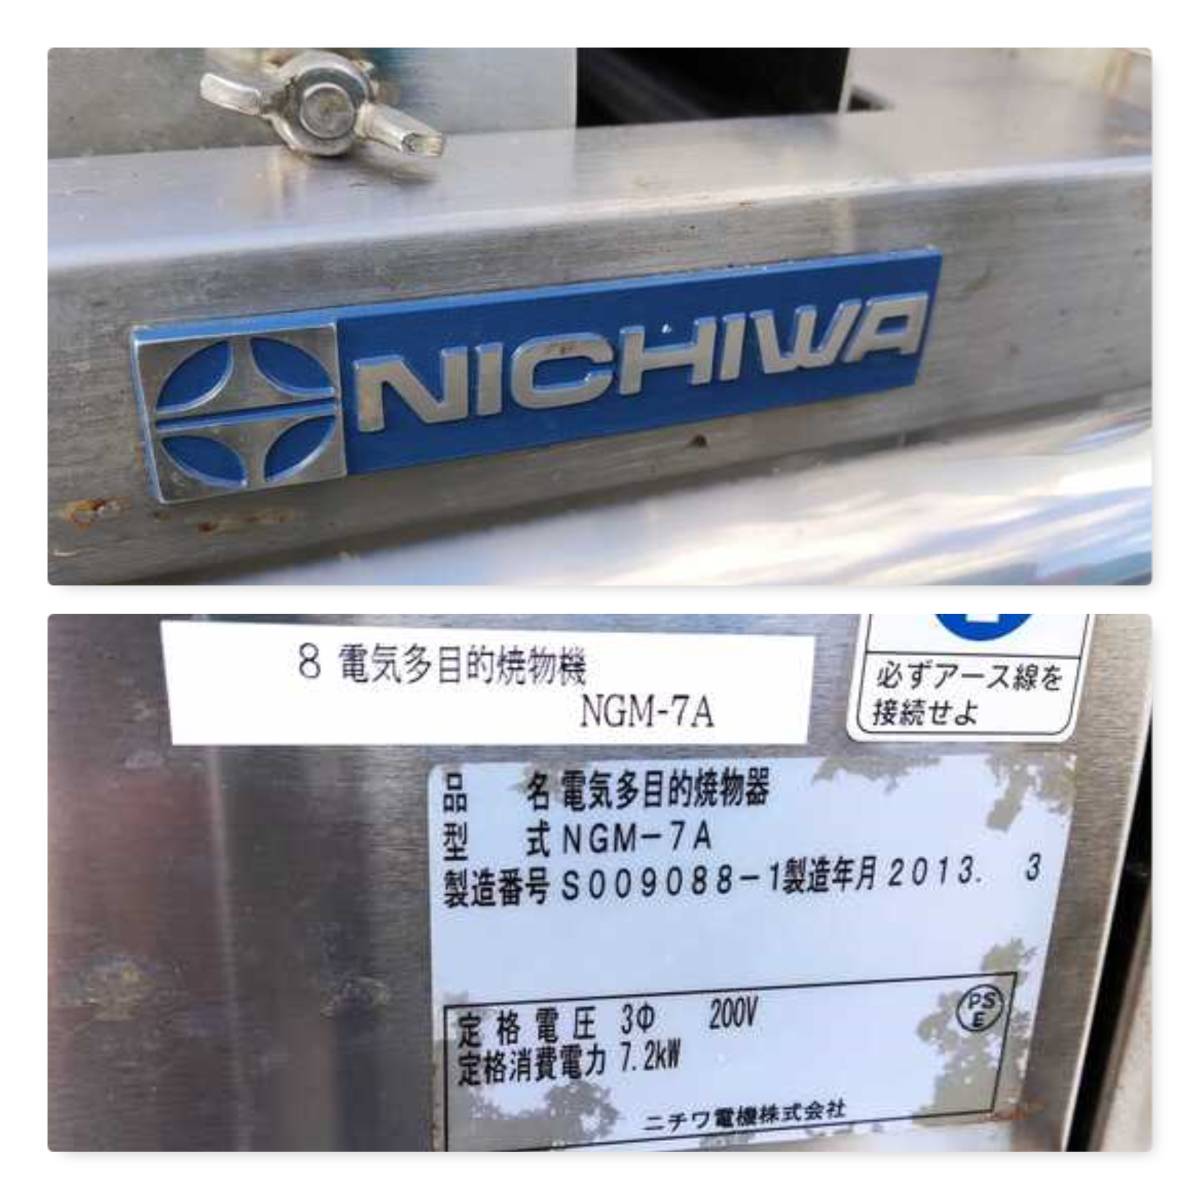 NICHIWA
8 電気多目的焼物機
NGM-7A
必ずアース線を
接続せよ
品 名 電気多目的焼物器
型 式 NGM-7A
製造番号 S009088-1 製造年月 2013. 3
定格電圧 3Φ 200V
PS
E
定格消費電力 7.2kW
ニチワ電機株式会社